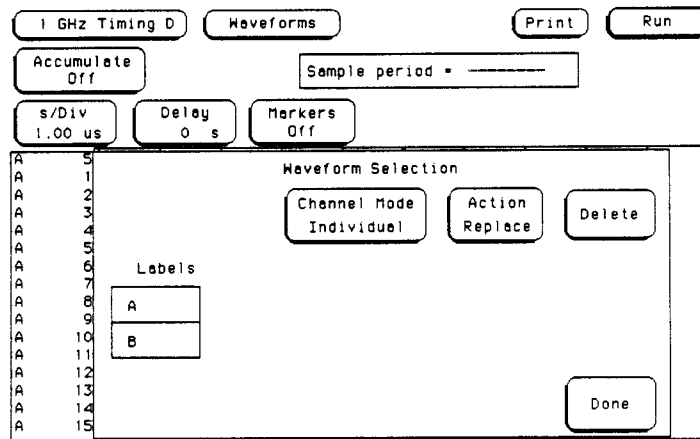 1 GHz Timing D Waveforms Print Run
Accumulate
Off
Sample period = ─────────
s/Div
1.00 us
Delay
0 s
Markers
Off
Waveform Selection
Channel Mode
Individual
Action
Replace
Delete
Labels
A
B
Done
A 5
A 1
A 2
A 3
A 4
A 5
A 6
A 7
A 8
A 9
A 10
A 11
A 12
A 13
A 14
A 15